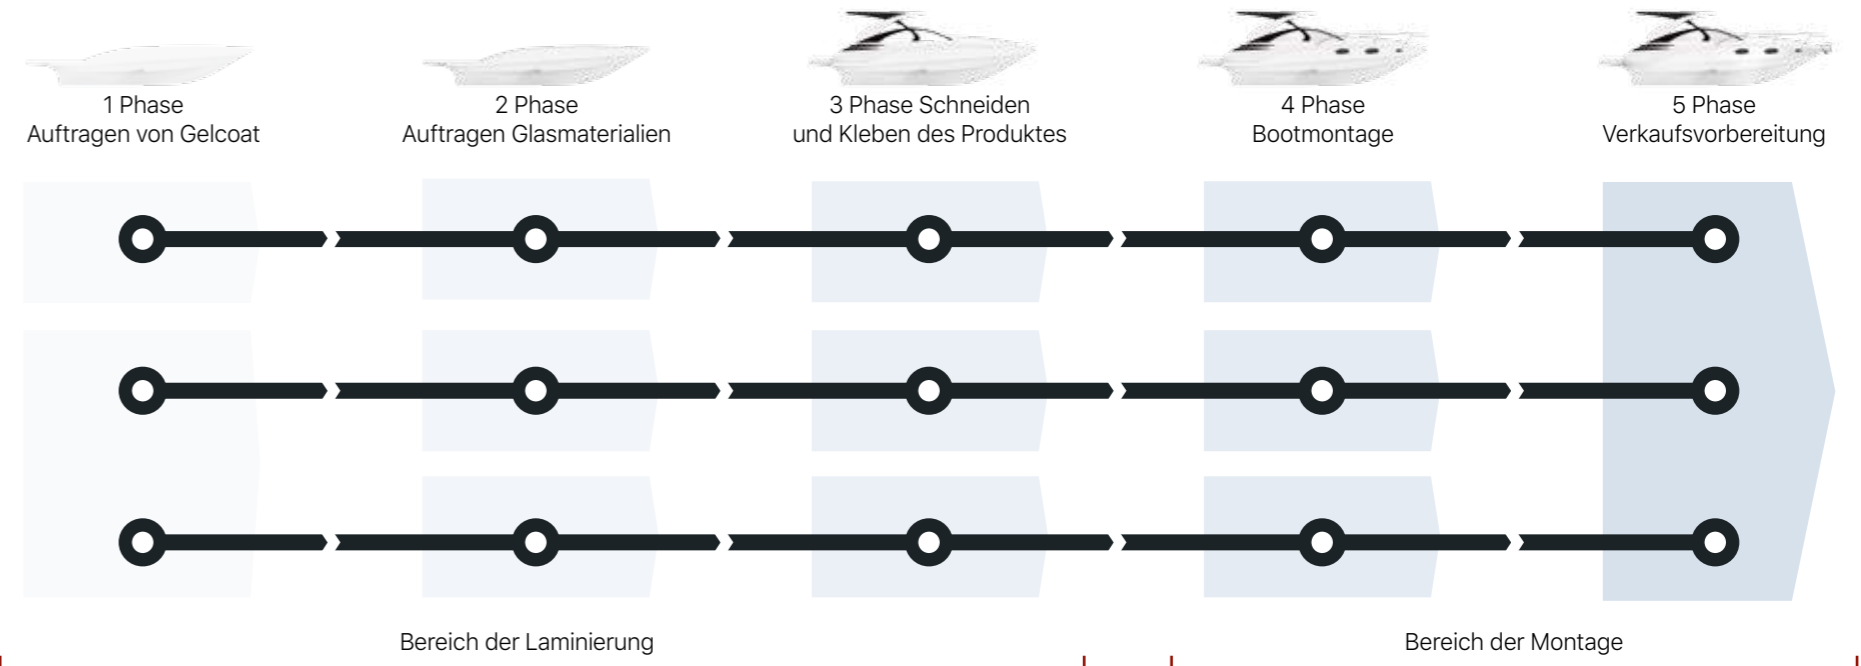 1 Phase
Auftragen von Gelcoat
2 Phase
Auftragen Glasmaterialien
3 Phase Schneiden
und Kleben des Produktes
4 Phase
Bootmontage
5 Phase
Verkaufsvorbereitung
Bereich der Laminierung
Bereich der Montage